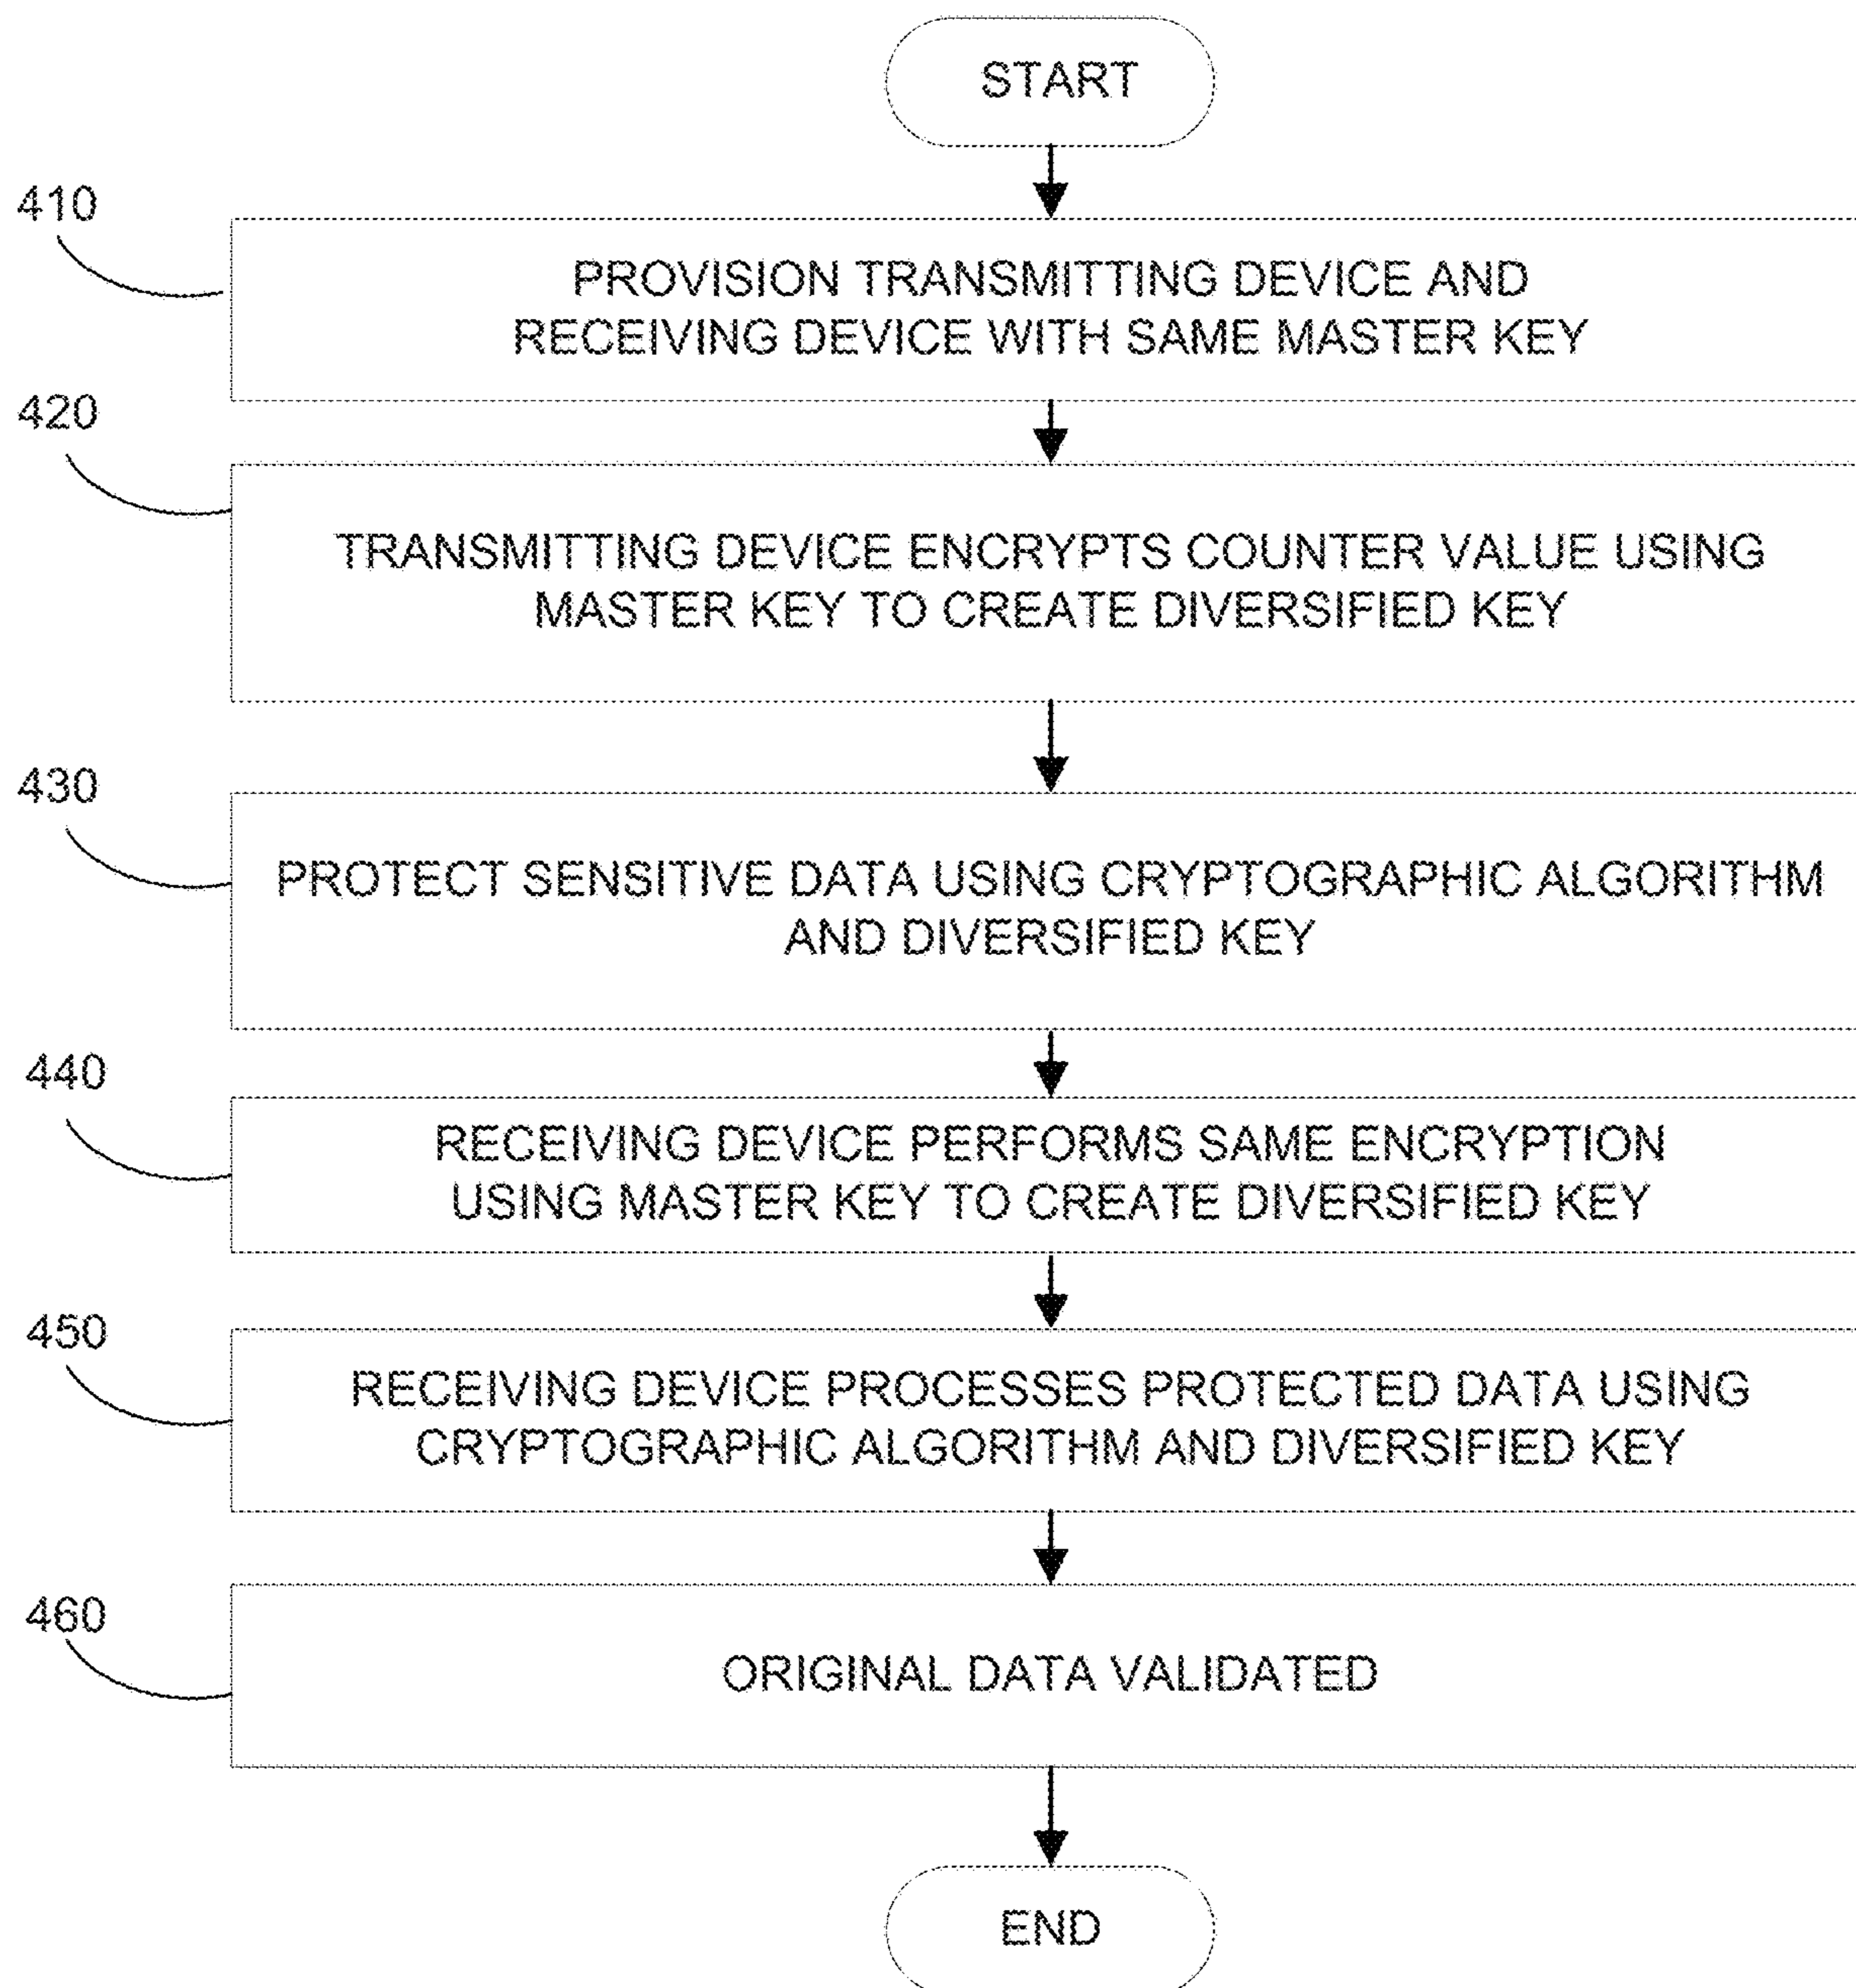 START
410
PROVISION TRANSMITTING DEVICE AND
RECEIVING DEVICE WITH SAME MASTER KEY
420
TRANSMITTING DEVICE ENCRYPTS COUNTER VALUE USING
MASTER KEY TO CREATE DIVERSIFIED KEY
430
PROTECT SENSITIVE DATA USING CRYPTOGRAPHIC ALGORITHM
AND DIVERSIFIED KEY
440
RECEIVING DEVICE PERFORMS SAME ENCRYPTION
USING MASTER KEY TO CREATE DIVERSIFIED KEY
450
RECEIVING DEVICE PROCESSES PROTECTED DATA USING
CRYPTOGRAPHIC ALGORITHM AND DIVERSIFIED KEY
460
ORIGINAL DATA VALIDATED
END